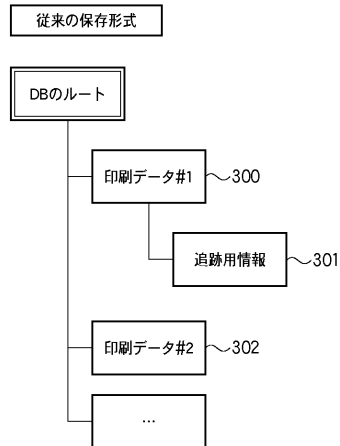 従来の保存形式
DBのルート
印刷データ#1
300
追跡用情報
301
印刷データ#2
302
...